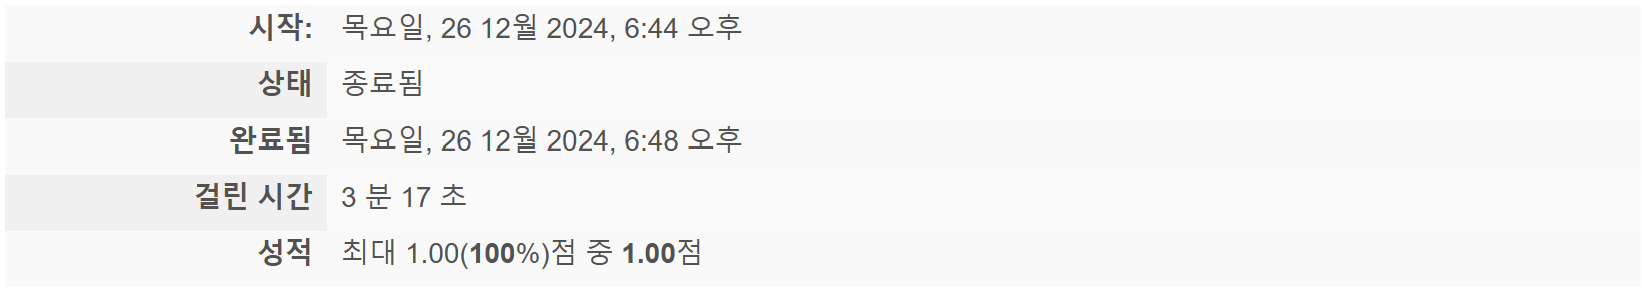 시작: 목요일, 26 12월 2024, 6:44 오후
상태 종료됨
완료됨 목요일, 26 12월 2024, 6:48 오후
걸린 시간 3 분 17 초
성적 최대 1.00(100%)점 중 1.00점